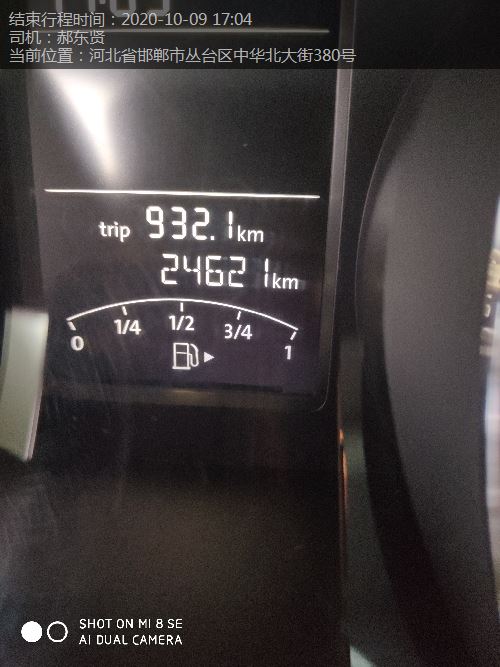 结束行程时间：2020-10-09 17:04
司机：郝东贤
当前位置：河北省邯郸市丛台区中华北大街380号
trip 932.1km
24621km
0 1/4 1/2 3/4 1
SHOT ON MI 8 SE
AI DUAL CAMERA